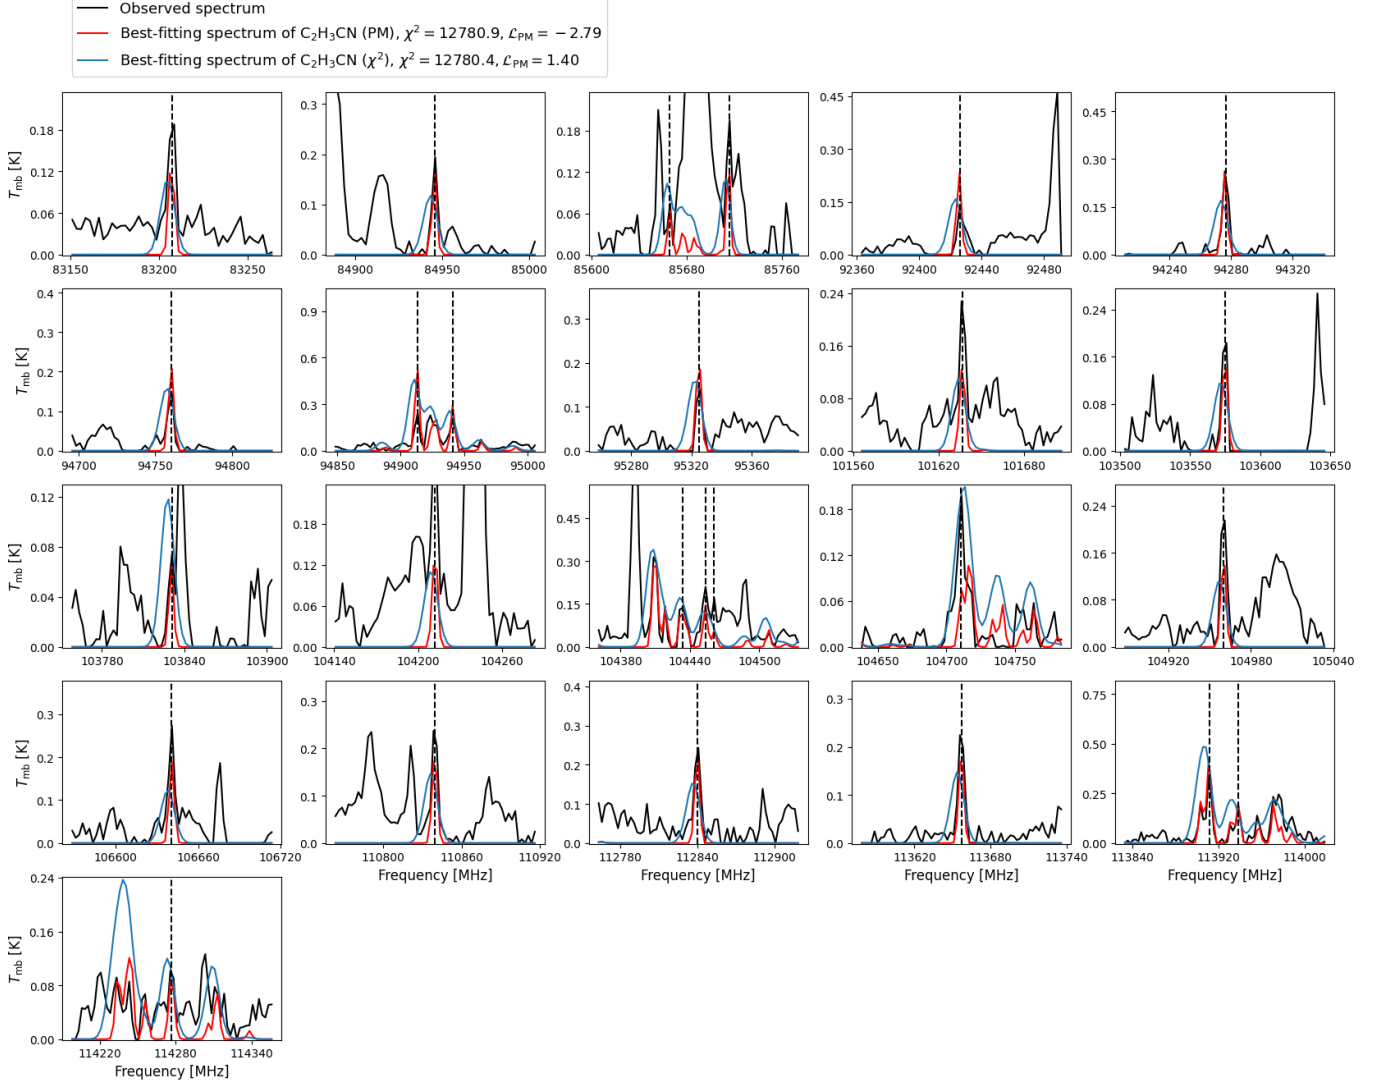 Observed spectrum
Best-fitting spectrum of C₂H₃CN (PM), χ² = 12780.9, ℒ_PM = −2.79
Best-fitting spectrum of C₂H₃CN (χ²), χ² = 12780.4, ℒ_PM = 1.40
T_mb [K]
0.18
0.12
0.06
0.00
83150 83200 83250
0.3
0.2
0.1
0.0
84900 84950 85000
0.18
0.12
0.06
0.00
85600 85680 85760
0.45
0.30
0.15
0.00
92360 92400 92440 92480
0.45
0.30
0.15
0.00
94240 94280 94320
T_mb [K]
0.4
0.3
0.2
0.1
0.0
94700 94750 94800
0.9
0.6
0.3
0.0
94850 94900 94950 95000
0.3
0.2
0.1
0.0
95280 95320 95360
0.24
0.16
0.08
0.00
101560 101620 101680
0.24
0.16
0.08
0.00
103500 103550 103600 103650
T_mb [K]
0.12
0.08
0.04
0.00
103780 103840 103900
0.18
0.12
0.06
0.00
104140 104200 104260
0.45
0.30
0.15
0.00
104380 104440 104500
0.18
0.12
0.06
0.00
104650 104700 104750
0.24
0.16
0.08
0.00
104920 104980 105040
T_mb [K]
0.3
0.2
0.1
0.0
106600 106660 106720
0.3
0.2
0.1
0.0
110800 110860 110920
Frequency [MHz]
0.4
0.3
0.2
0.1
0.0
112780 112840 112900
Frequency [MHz]
0.3
0.2
0.1
0.0
113620 113680 113740
Frequency [MHz]
0.75
0.50
0.25
0.00
113840 113920 114000
Frequency [MHz]
T_mb [K]
0.24
0.16
0.08
0.00
114220 114280 114340
Frequency [MHz]